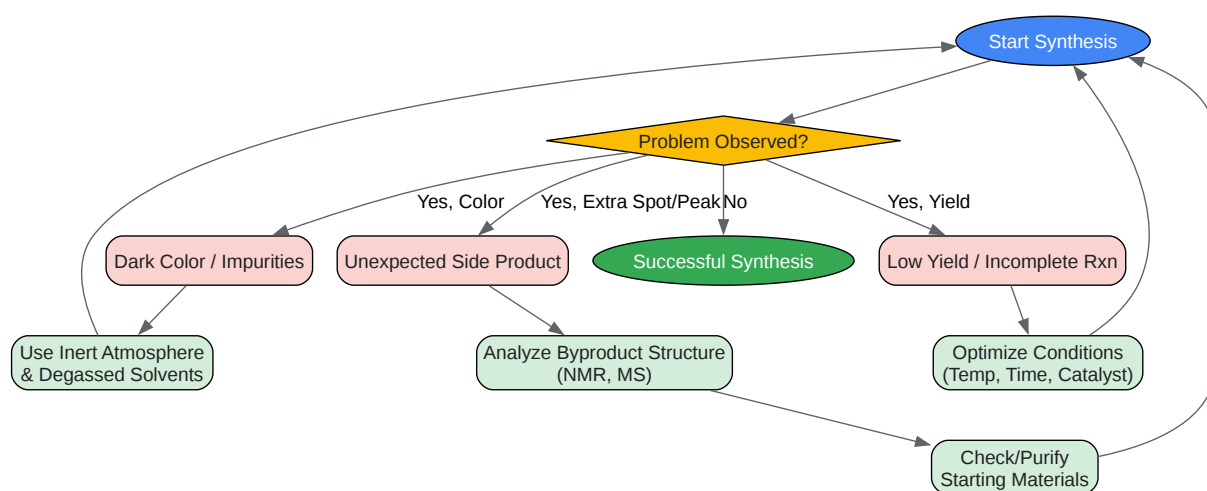 Start Synthesis
Problem Observed?
Yes, Color
Yes, Extra Spot/Peak
No
Yes, Yield
Dark Color / Impurities
Unexpected Side Product
Successful Synthesis
Low Yield / Incomplete Rxn
Use Inert Atmosphere
& Degassed Solvents
Analyze Byproduct Structure
(NMR, MS)
Optimize Conditions
(Temp, Time, Catalyst)
Check/Purify
Starting Materials